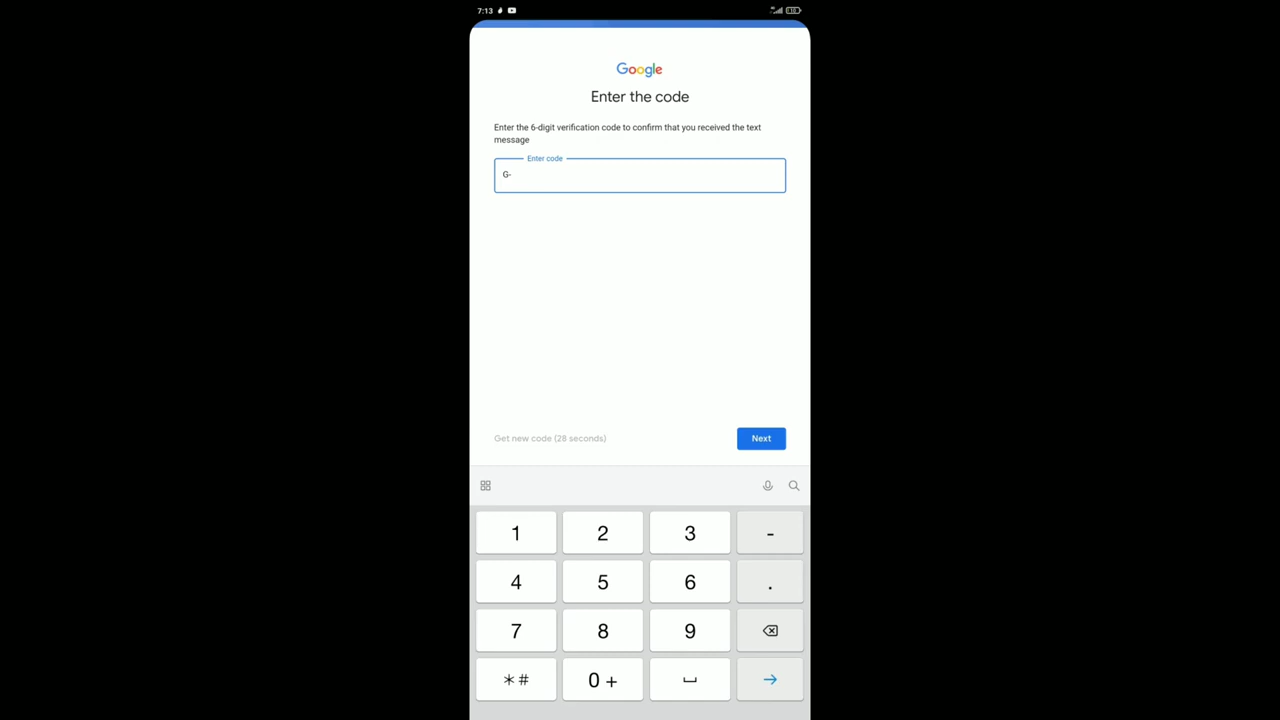 7:13
Google
Enter the code
Enter the 6-digit verification code to confirm that you received the text
message
Enter code
G-
Get new code (28 seconds)
Next
1 2 3 -
4 5 6 .
7 8 9
*# 0 +